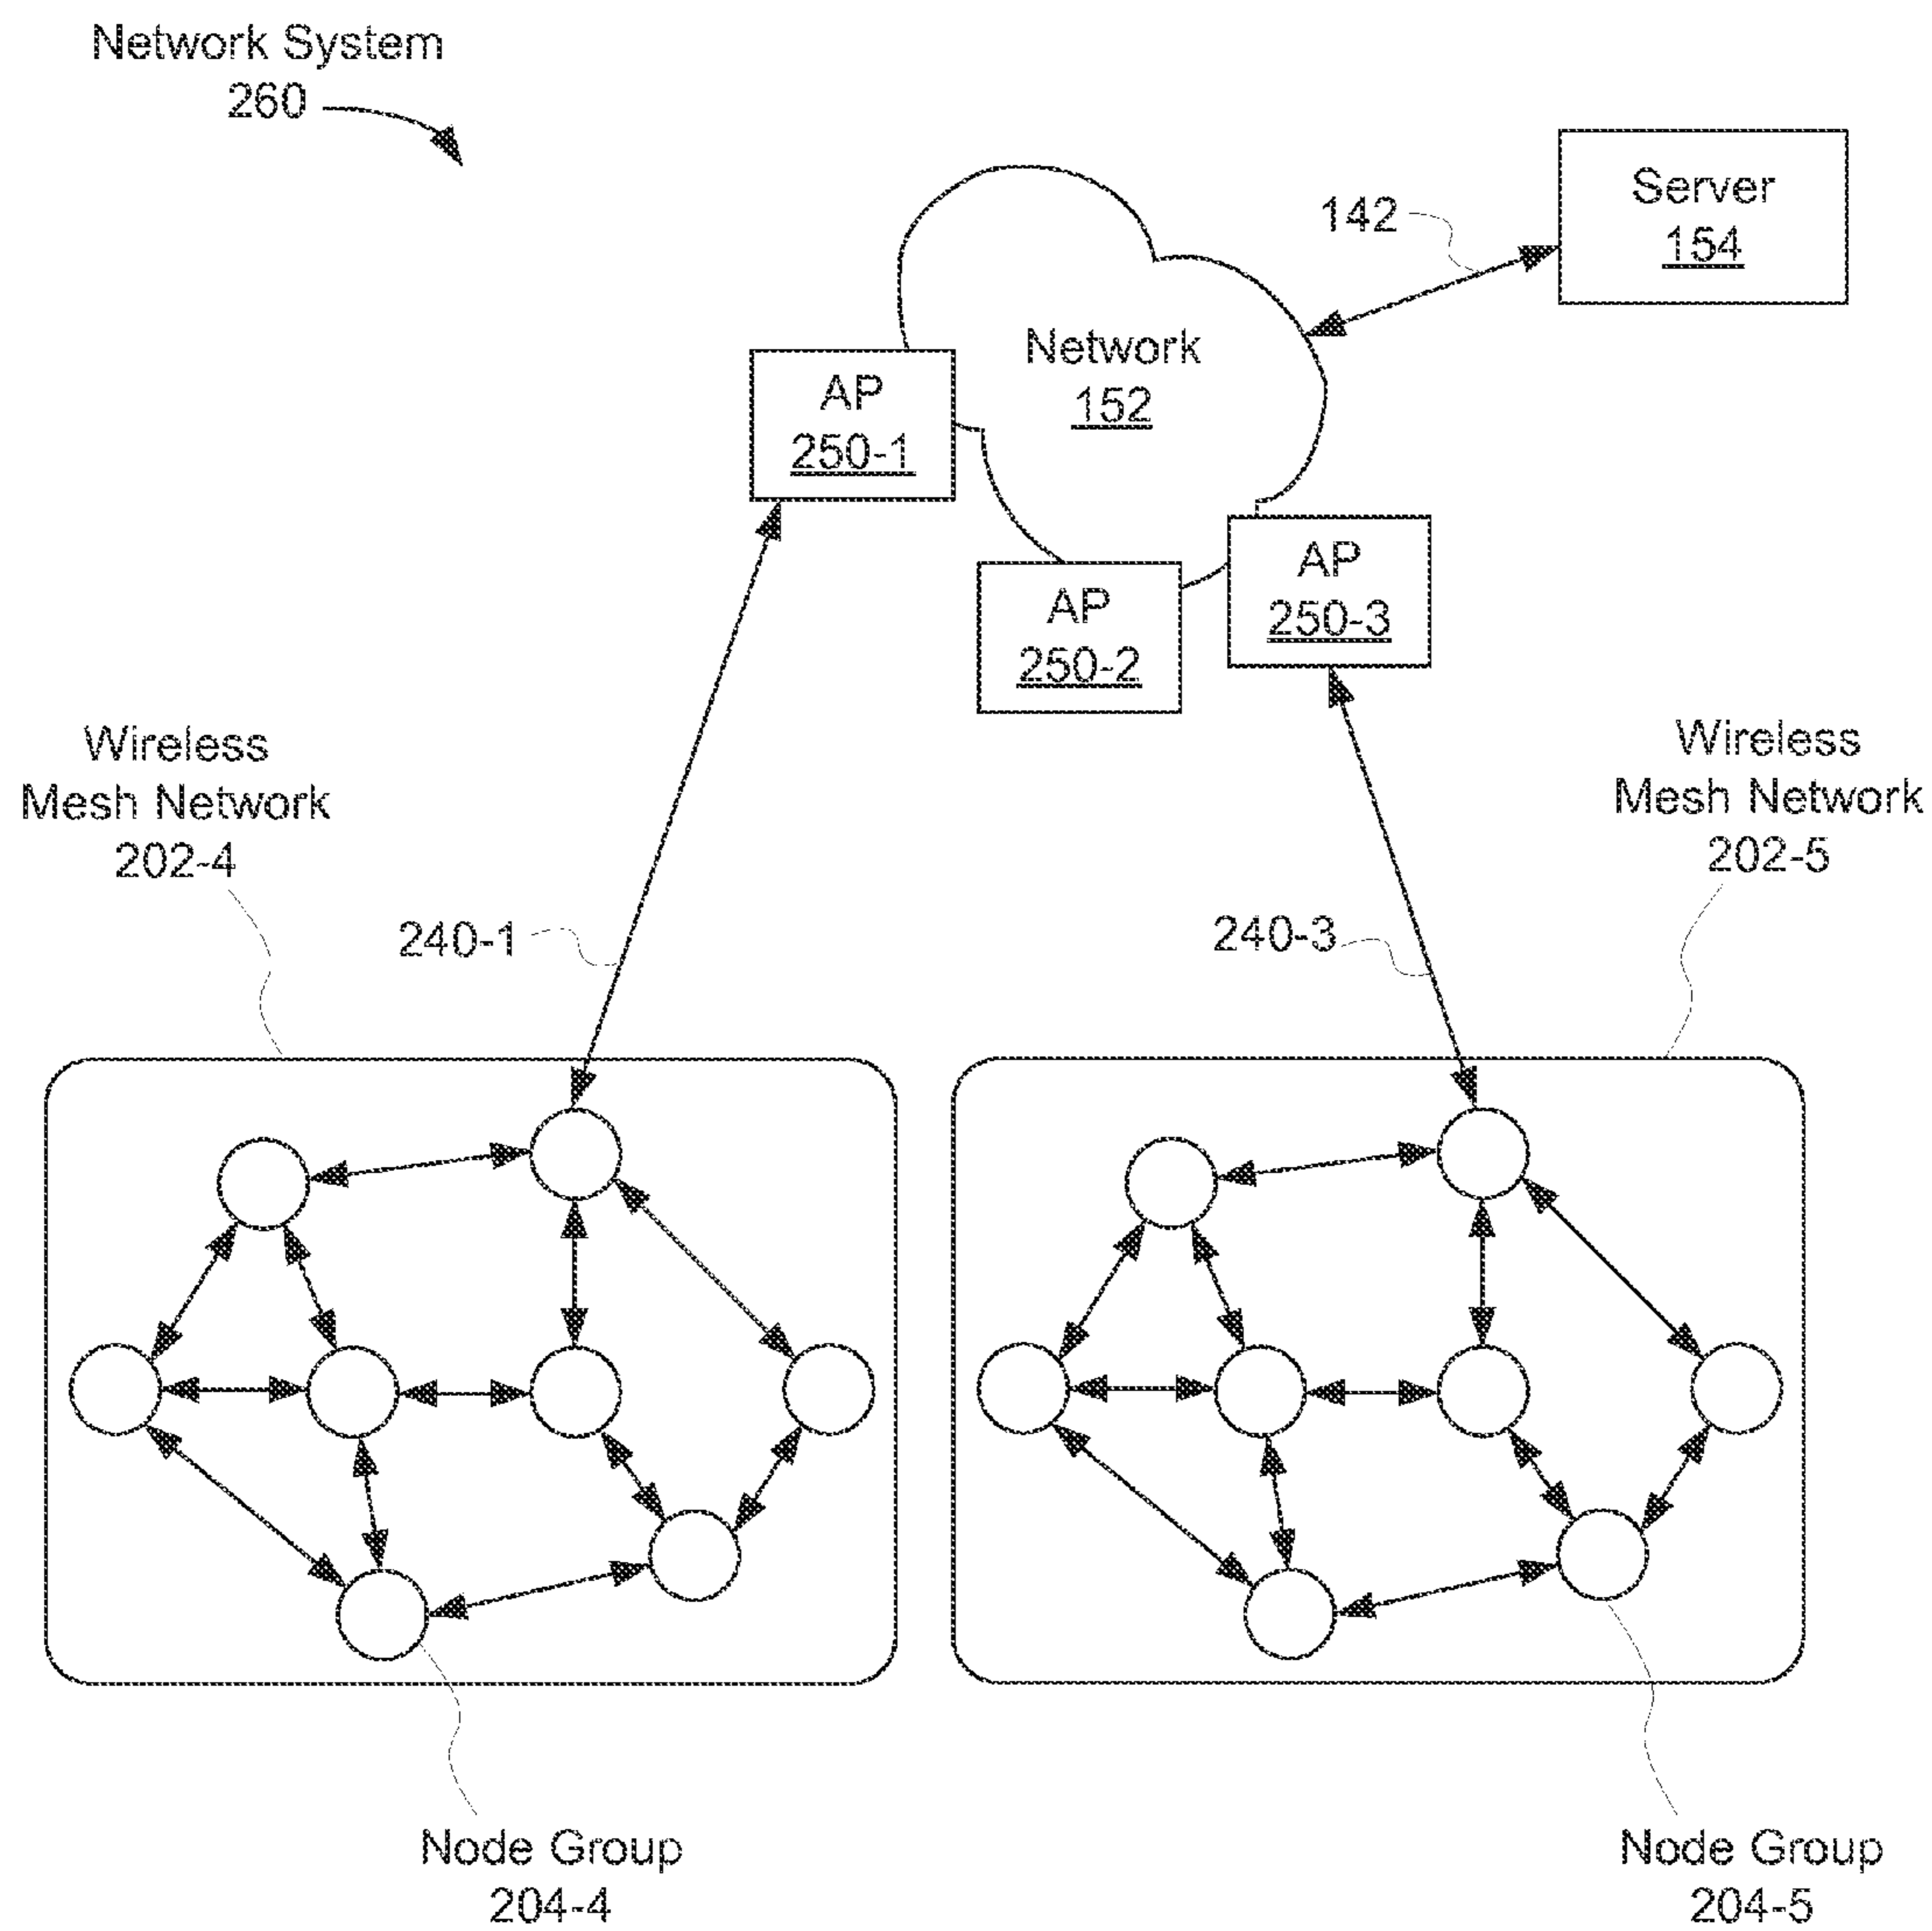 Network System
260
Server
154
142
Network
152
AP
250-1
AP
250-3
AP
250-2
Wireless
Mesh Network
202-4
Wireless
Mesh Network
202-5
240-1
240-3
Node Group
204-4
Node Group
204-5